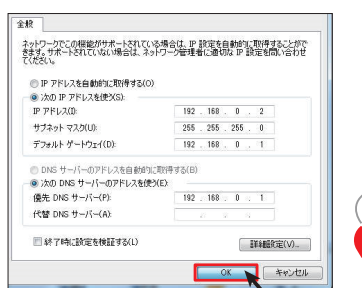 全般
ネットワークでこの機能がサポートされている場合は、IP 設定を自動的に取得することがで
きます。サポートされていない場合は、ネットワーク管理者に適切な IP 設定を問い合わせ
てください。
IP アドレスを自動的に取得する(O)
次の IP アドレスを使う(S):
IP アドレス(I): 192 . 168 . 0 . 2
サブネット マスク(U): 255 . 255 . 255 . 0
デフォルト ゲートウェイ(D): 192 . 168 . 0 . 1
DNS サーバーのアドレスを自動的に取得する(B)
次の DNS サーバーのアドレスを使う(E):
優先 DNS サーバー(P): 192 . 168 . 0 . 1
代替 DNS サーバー(A): . . .
終了時に設定を検証する(L)
詳細設定(V)...
OK キャンセル